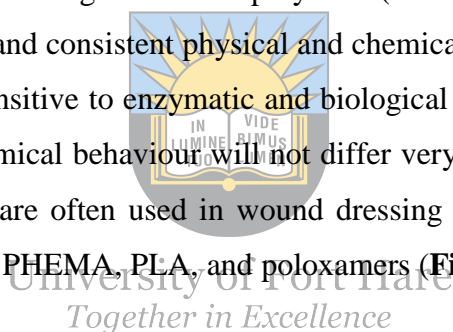 and consistent physical and chemica
IN VIDE
nsitive to enzymatic and biological
LUMINE BIMUS
TUO LUMEN
mical behaviour will not differ very
are often used in wound dressing
PHEMA, PLA, and poloxamers (Fi
University of Fort Hare
Together in Excellence